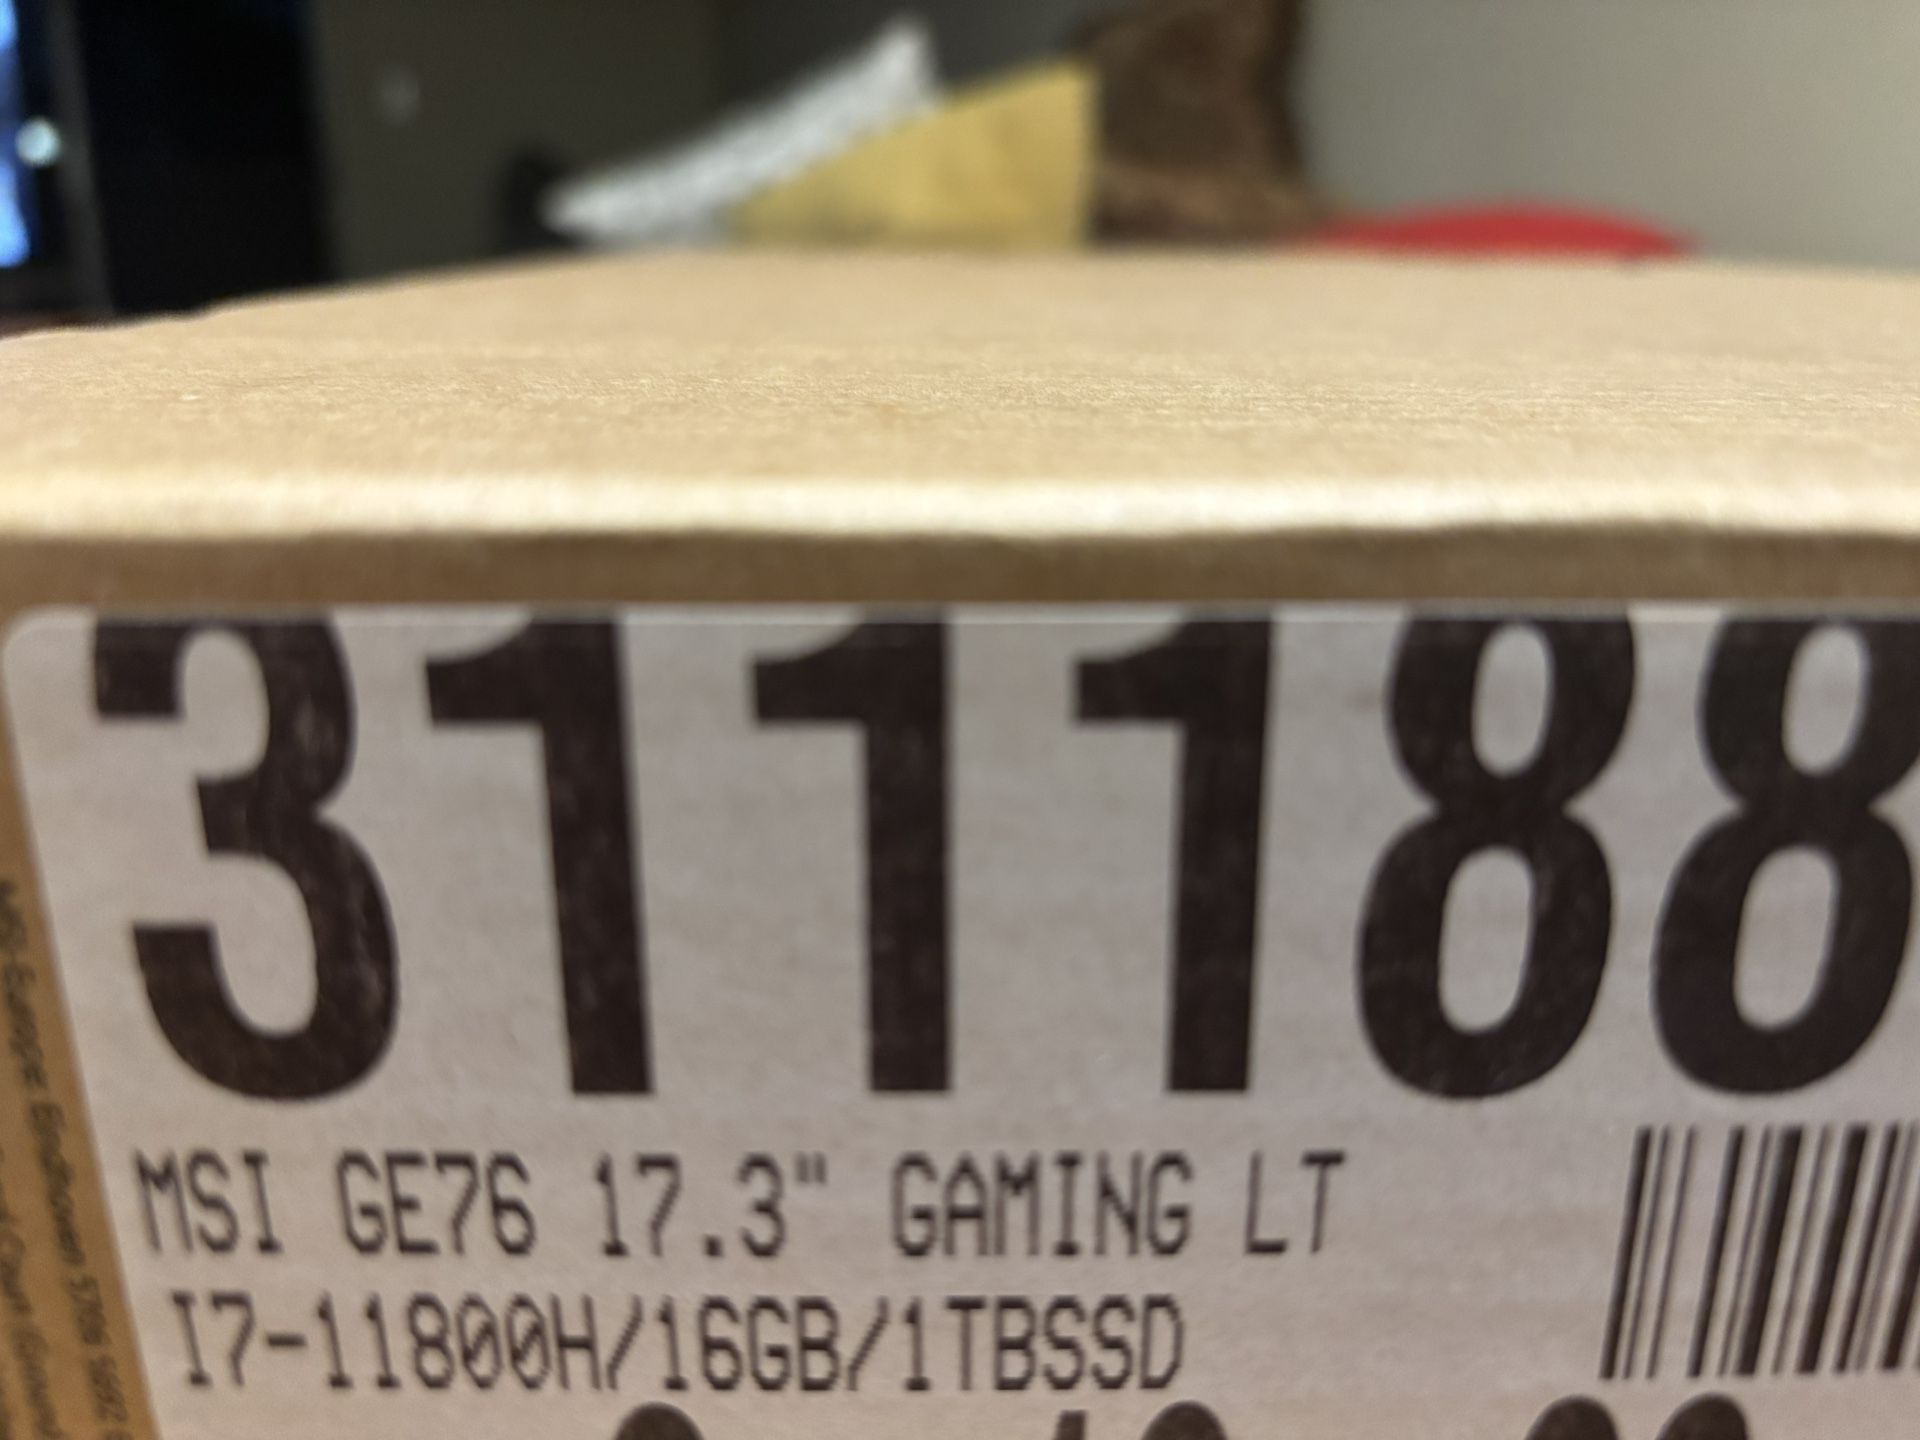 311188
MSI GE76 17.3" GAMING LT
I7-11800H/16GB/1TBSSD